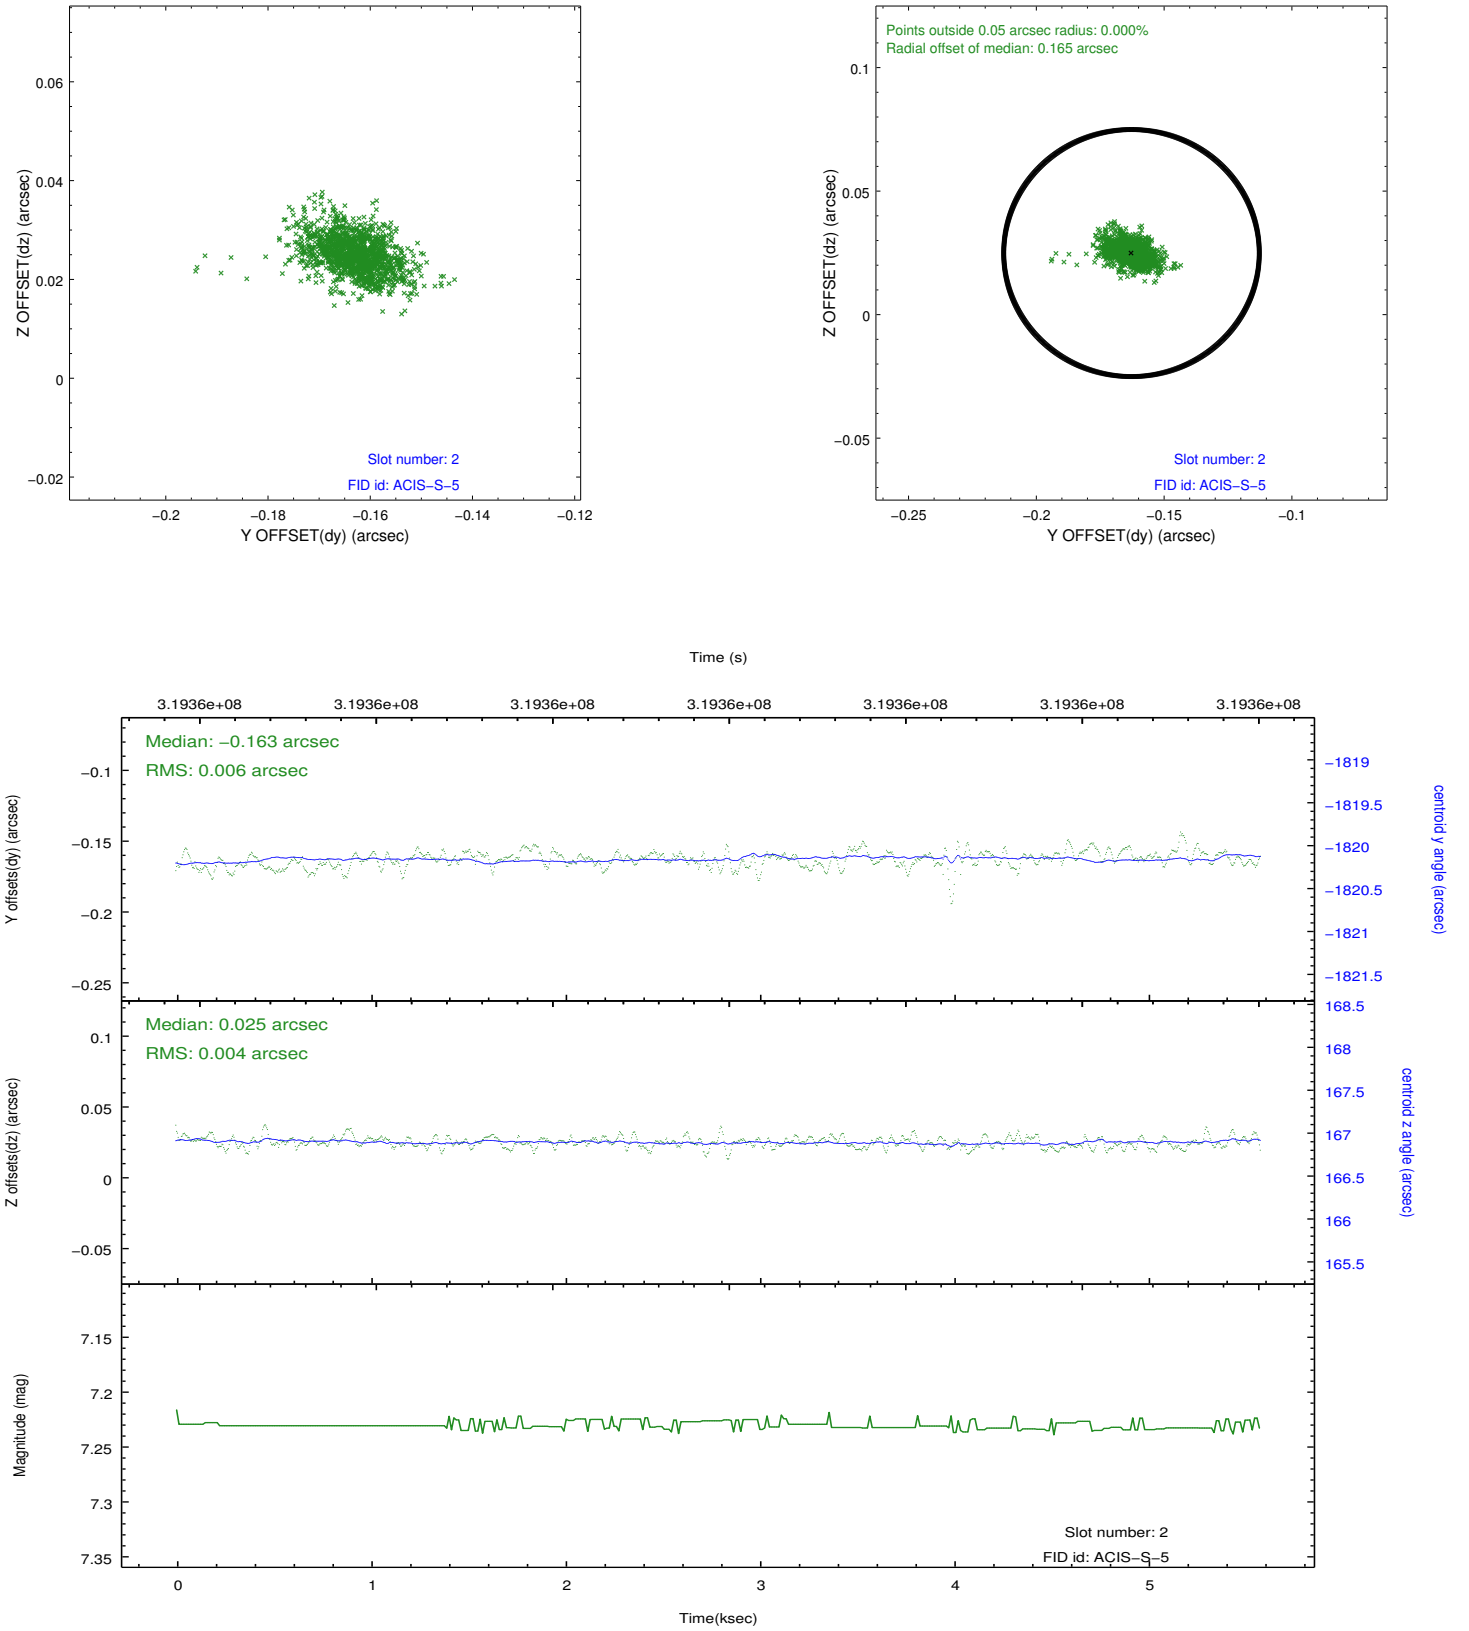 0.06
0.04
0.02
0
−0.02
Z OFFSET(dz) (arcsec)
−0.2
−0.18
−0.16
−0.14
−0.12
Y OFFSET(dy) (arcsec)
Slot number: 2
FID id: ACIS−S−5
Points outside 0.05 arcsec radius: 0.000%
Radial offset of median: 0.165 arcsec
0.1
0.05
0
−0.05
Z OFFSET(dz) (arcsec)
−0.25
−0.2
−0.15
−0.1
Y OFFSET(dy) (arcsec)
Slot number: 2
FID id: ACIS−S−5
Time (s)
3.1936e+08 3.1936e+08 3.1936e+08 3.1936e+08 3.1936e+08 3.1936e+08 3.1936e+08
Median: −0.163 arcsec
RMS: 0.006 arcsec
−0.1
−0.15
−0.2
−0.25
Y offsets(dy) (arcsec)
−1819
−1819.5
−1820
−1820.5
−1821
−1821.5
centroid y angle (arcsec)
Median: 0.025 arcsec
RMS: 0.004 arcsec
0.1
0.05
0
−0.05
Z offsets(dz) (arcsec)
168.5
168
167.5
167
166.5
166
165.5
centroid z angle (arcsec)
7.15
7.2
7.25
7.3
7.35
Magnitude (mag)
Slot number: 2
FID id: ACIS−S−5
0 1 2 3 4 5
Time(ksec)